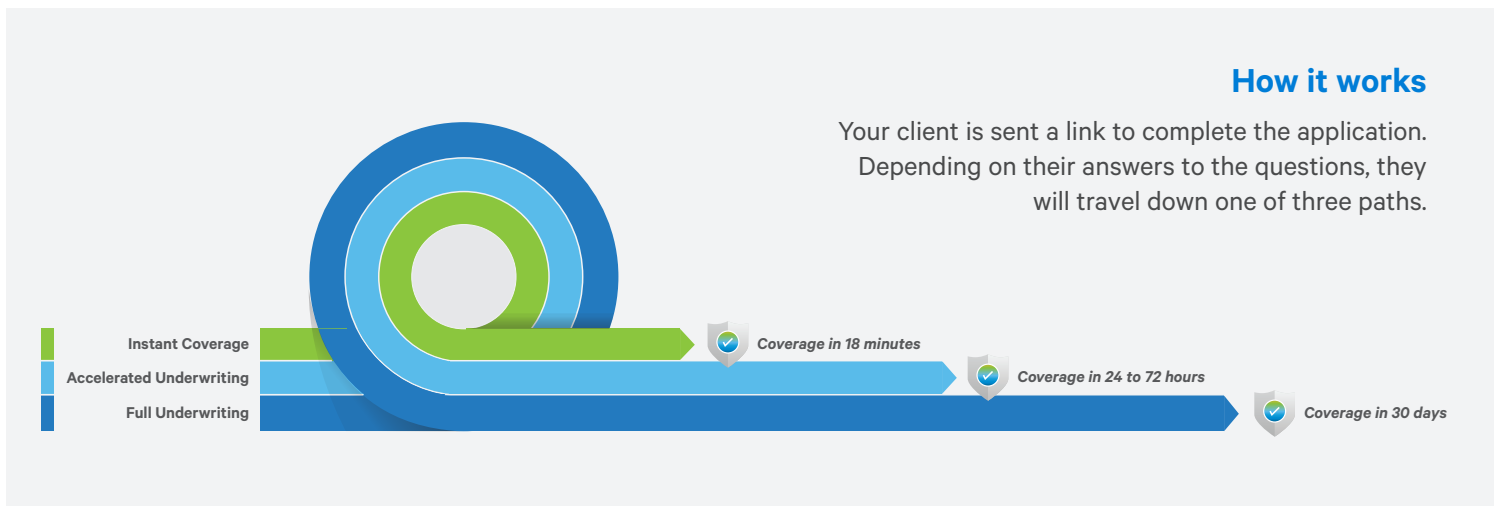 How it works
Your client is sent a link to complete the application.
Depending on their answers to the questions, they
will travel down one of three paths.
Instant Coverage
Coverage in 18 minutes
Accelerated Underwriting
Coverage in 24 to 72 hours
Full Underwriting
Coverage in 30 days